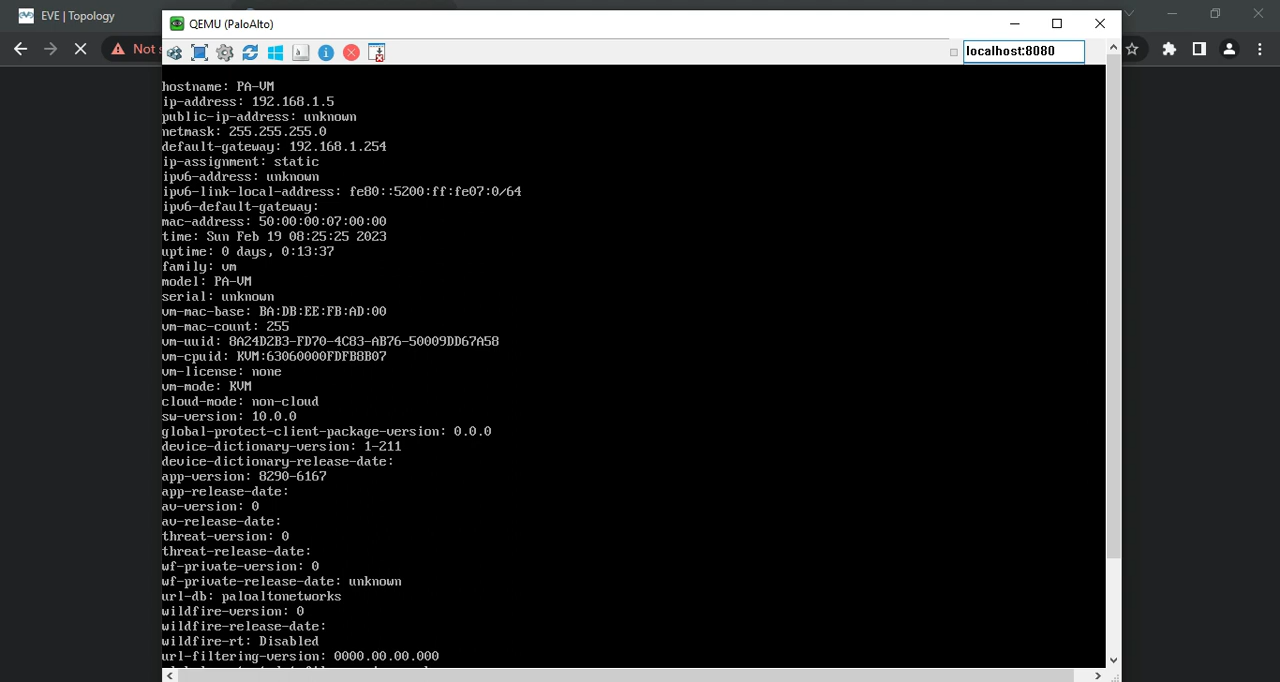 EVE | Topology
QEMU (PaloAlto)
Not s
localhost:8080
hostname: PA-VM
ip-address: 192.168.1.5
public-ip-address: unknown
netmask: 255.255.255.0
default-gateway: 192.168.1.254
ip-assignment: static
ipv6-address: unknown
ipv6-link-local-address: fe80::5200:ff:fe07:0/64
ipv6-default-gateway:
mac-address: 50:00:00:07:00:00
time: Sun Feb 19 08:25:25 2023
uptime: 0 days, 0:13:37
family: vm
model: PA-VM
serial: unknown
vm-mac-base: BA:DB:EE:FB:AD:00
vm-mac-count: 255
vm-uuid: 8A24D2B3-FD70-4C83-AB76-50009DD67A58
vm-cpuid: KVM:63060000FDFB8B07
vm-license: none
vm-mode: KVM
cloud-mode: non-cloud
sw-version: 10.0.0
global-protect-client-package-version: 0.0.0
device-dictionary-version: 1-211
device-dictionary-release-date:
app-version: 8290-6167
app-release-date:
av-version: 0
av-release-date:
threat-version: 0
threat-release-date:
wf-private-version: 0
wf-private-release-date: unknown
url-db: paloaltonetworks
wildfire-version: 0
wildfire-release-date:
wildfire-rt: Disabled
url-filtering-version: 0000.00.00.000